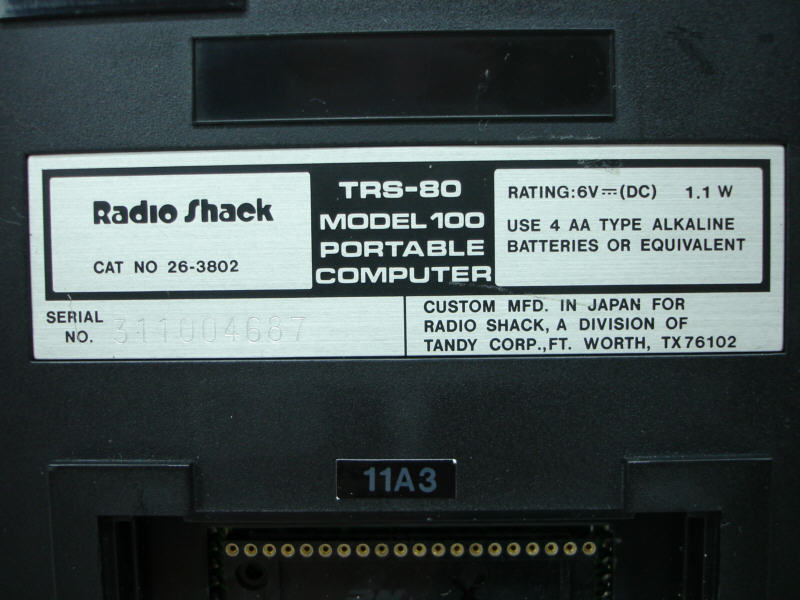 Radio Shack
CAT NO 26-3802
TRS-80
MODEL 100
PORTABLE
COMPUTER
RATING:6V⎓(DC) 1.1 W
USE 4 AA TYPE ALKALINE
BATTERIES OR EQUIVALENT
SERIAL
NO. 311004687
CUSTOM MFD. IN JAPAN FOR
RADIO SHACK, A DIVISION OF
TANDY CORP.,FT. WORTH, TX 76102
11A3